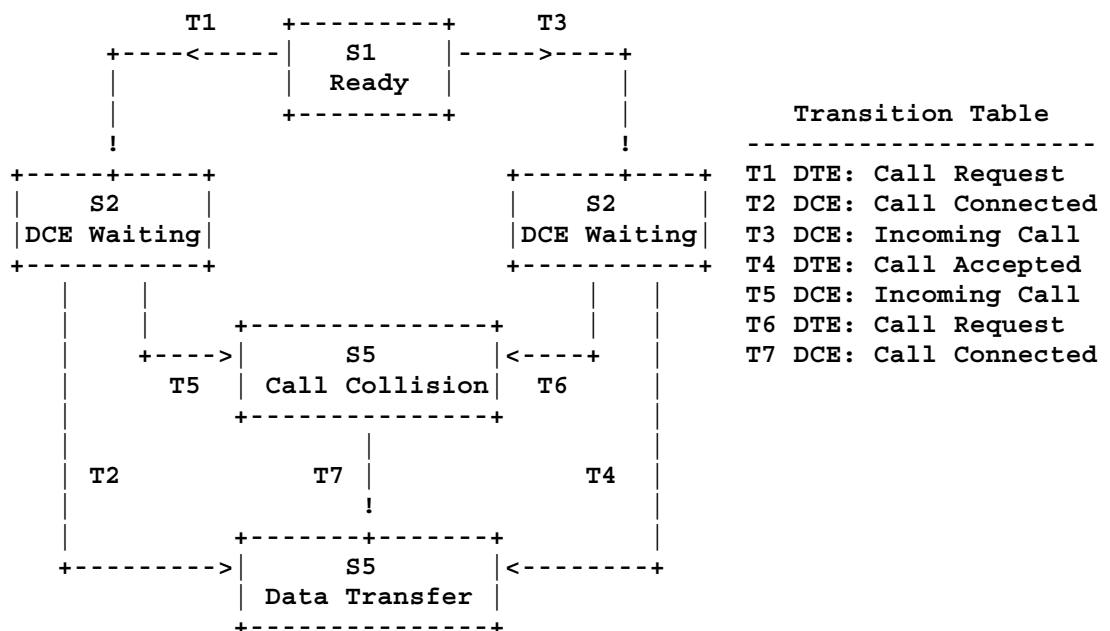 T1 T3
S1
Ready
Transition Table
S2 S2 T1 DTE: Call Request
DCE Waiting DCE Waiting T2 DCE: Call Connected
T3 DCE: Incoming Call
T4 DTE: Call Accepted
T5 DCE: Incoming Call
T6 DTE: Call Request
S5 T7 DCE: Call Connected
T5 Call Collision T6
T2 T7 T4
S5
Data Transfer